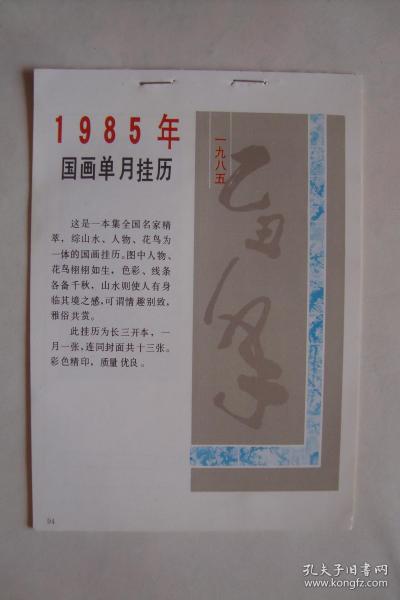 1985年
国画单月挂历
这是一本集全国名家精
萃，综山水、人物、花鸟为
一体的国画挂历。图中人物、
花鸟栩栩如生，色彩、线条
各备千秋，山水则使人有身
临其境之感，可谓情趣别致，
雅俗共赏。
此挂历为长三开本，一
月一张，连同封面共十三张。
彩色精印，质量优良。
一九八五
乙丑年
94
孔夫子旧书网
www.kongfz.com